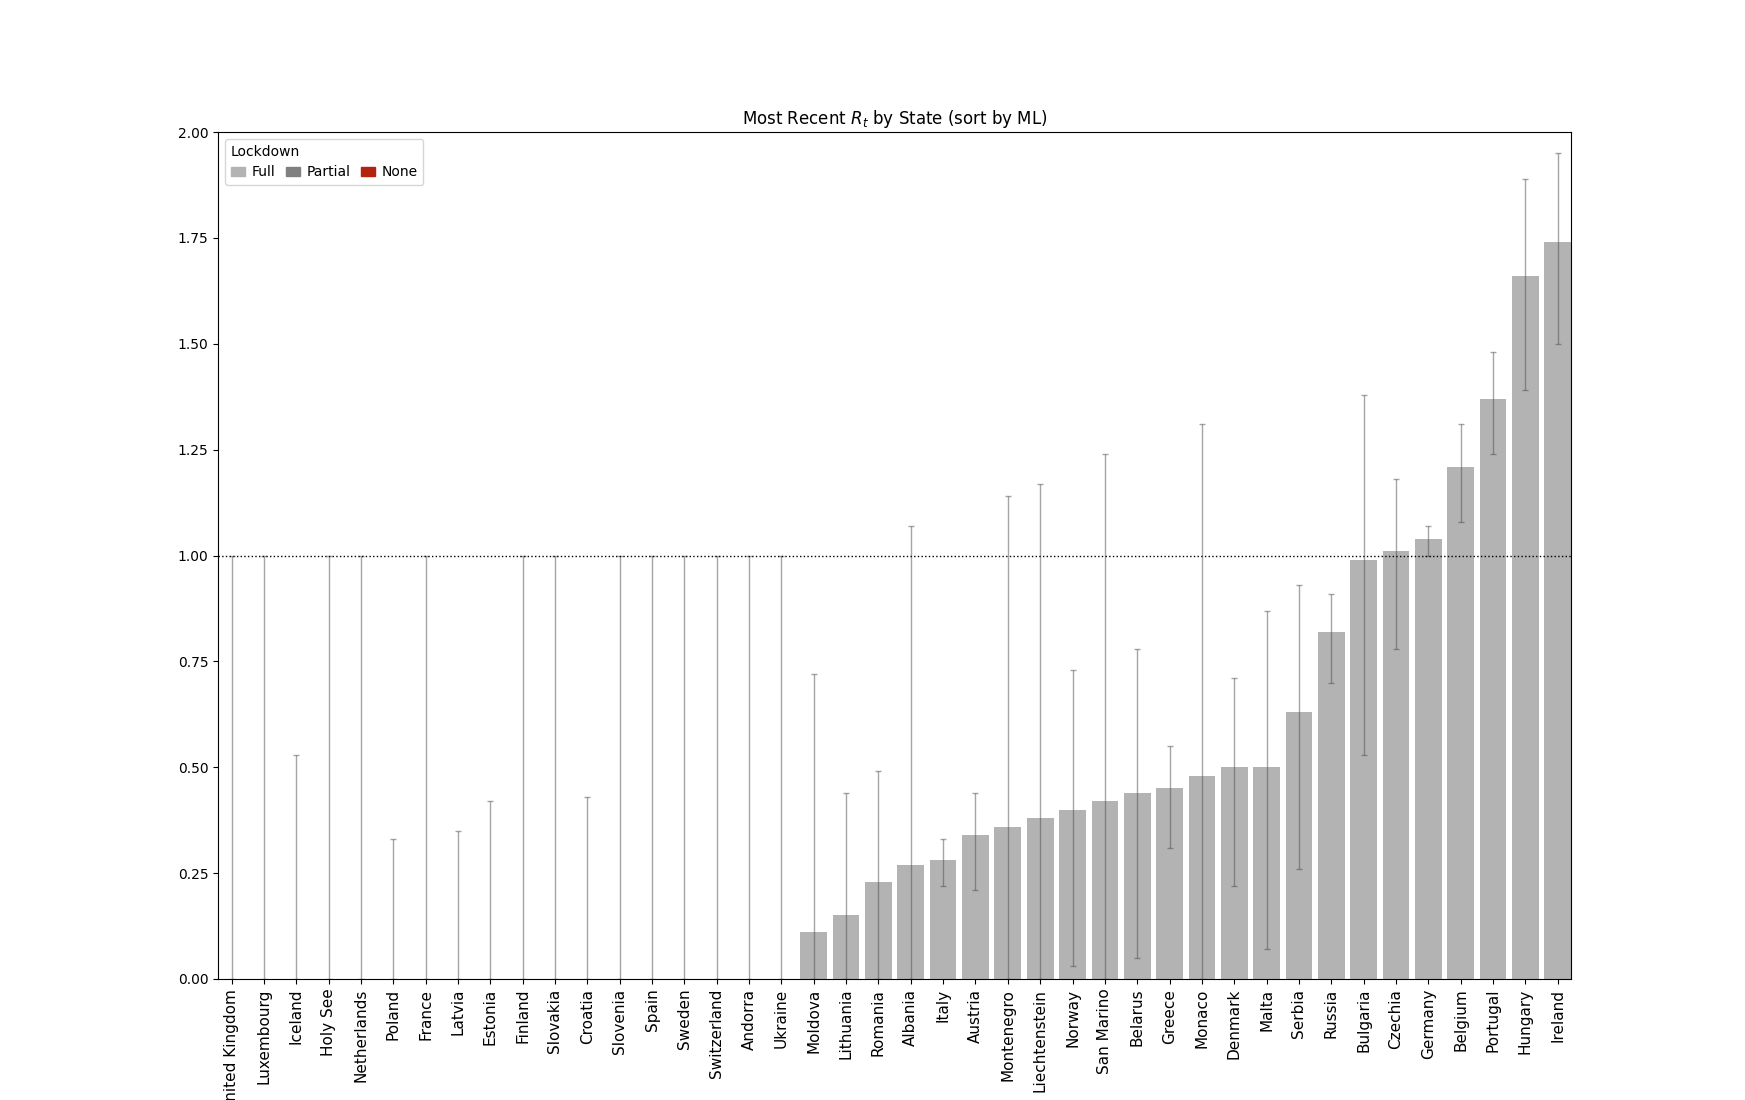 Most Recent R_t by State (sort by ML)
2.00
Lockdown
Full Partial None
1.75
1.50
1.25
1.00
0.75
0.50
0.25
0.00
nited Kingdom
Luxembourg
Iceland
Holy See
Netherlands
Poland
France
Latvia
Estonia
Finland
Slovakia
Croatia
Slovenia
Spain
Sweden
Switzerland
Andorra
Ukraine
Moldova
Lithuania
Romania
Albania
Italy
Austria
Montenegro
Liechtenstein
Norway
San Marino
Belarus
Greece
Monaco
Denmark
Malta
Serbia
Russia
Bulgaria
Czechia
Germany
Belgium
Portugal
Hungary
Ireland